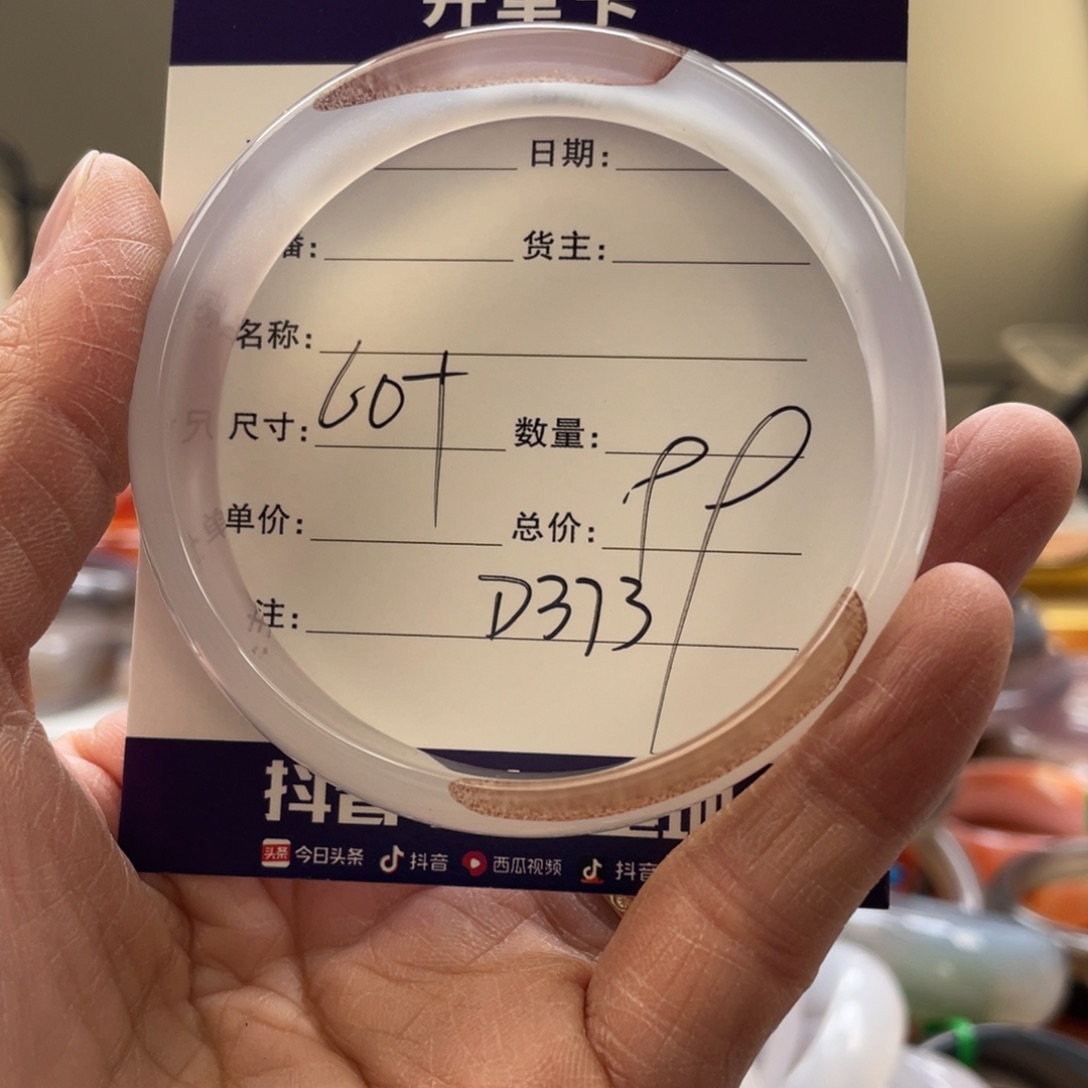 开单卡
日期:
播: 货主:
名称:
尺寸: 60+ 数量:
单价: 总价: 99
注: D373
抖音
今日头条 抖音 西瓜视频 抖音